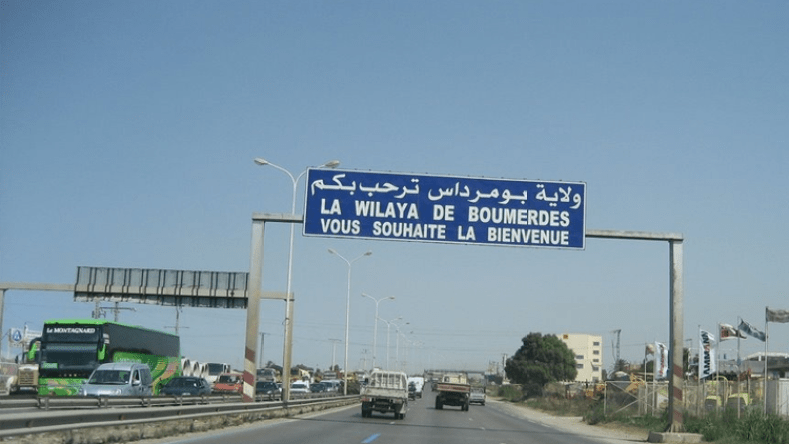 ولاية بومرداس ترحب بكم
LA WILAYA DE BOUMERDES
VOUS SOUHAITE LA BIENVENUE
Le MONTAGNARD